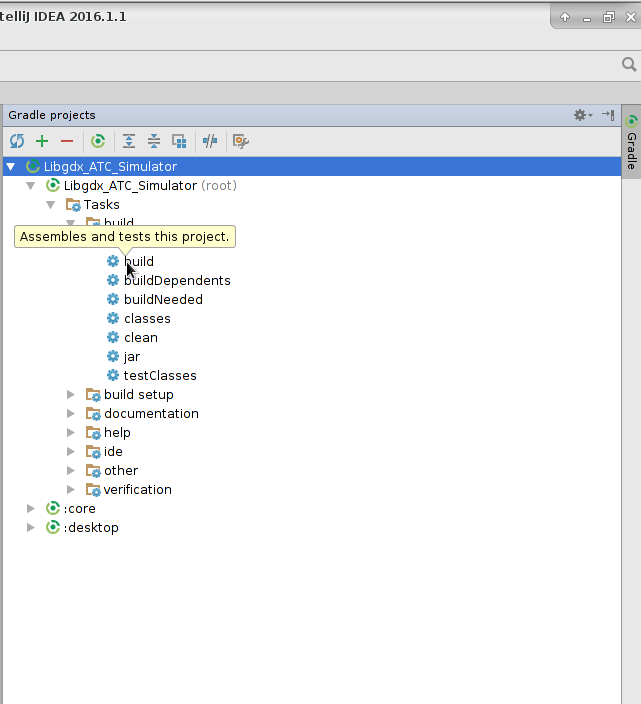 telliJ IDEA 2016.1.1
Gradle projects
Gradle
Libgdx_ATC_Simulator
Libgdx_ATC_Simulator (root)
Tasks
build
Assembles and tests this project.
build
buildDependents
buildNeeded
classes
clean
jar
testClasses
build setup
documentation
help
ide
other
verification
:core
:desktop